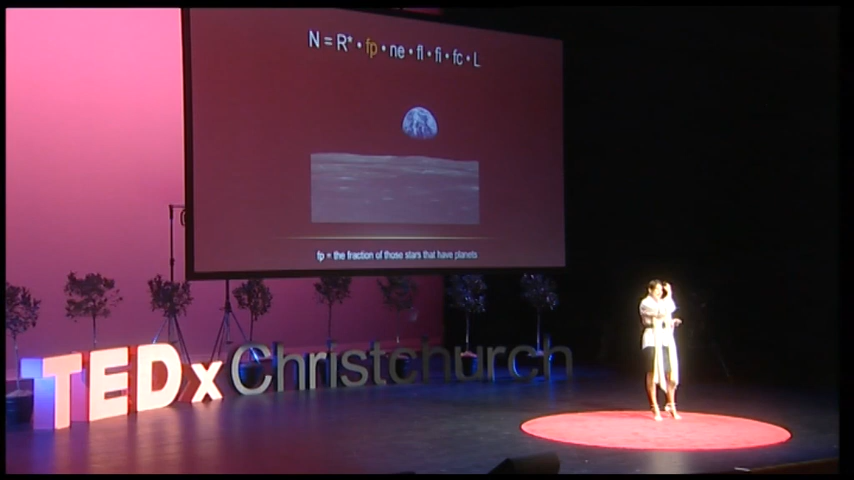 N = R* • fp • ne • fl • fi • fc • L
fp = the fraction of those stars that have planets
TEDxChristchurch